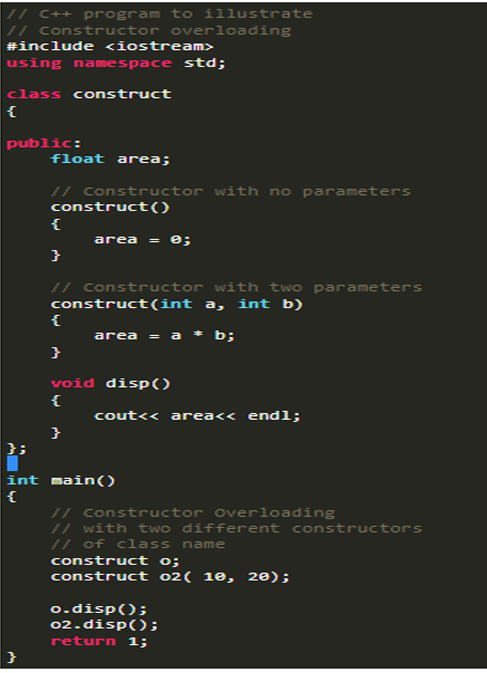 // C++ program to illustrate
// Constructor overloading
#include <iostream>
using namespace std;
class construct
{
public:
    float area;
    // Constructor with no parameters
    construct()
    {
        area = 0;
    }
    // Constructor with two parameters
    construct(int a, int b)
    {
        area = a * b;
    }
    void disp()
    {
        cout<< area<< endl;
    }
};
int main()
{
    // Constructor Overloading
    // with two different constructors
    // of class name
    construct o;
    construct o2( 10, 20);
    o.disp();
    o2.disp();
    return 1;
}